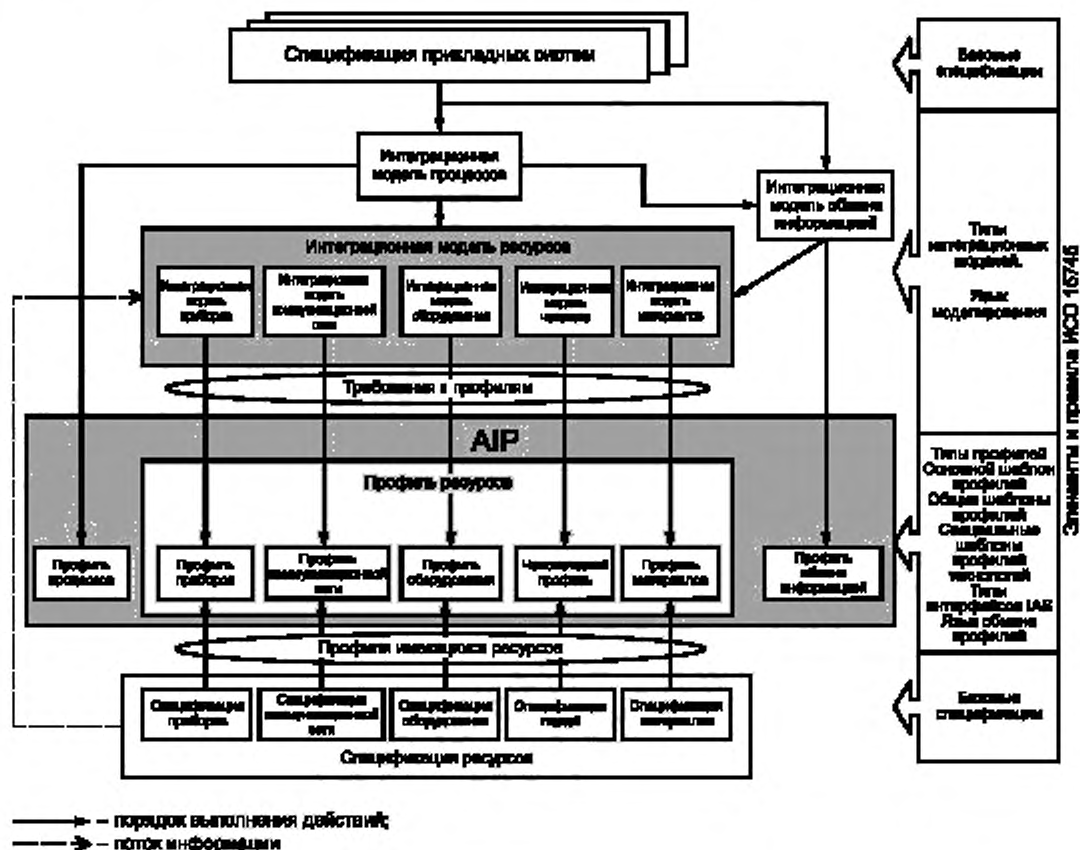 Спецификация прикладных систем
Базовые
спецификации
Интеграционная
модель процессов
Интеграционная
модель обмена
информацией
Типы
интеграционных
моделей.
Язык
моделирования
Элементы и правила ИСО 15745
Интеграционная модель ресурсов
Интеграционная
модель
приборов
Интеграционная
модель
коммуникационной
сети
Интеграционная
модель
оборудования
Интеграционная
модель
Интеграционная
модель
материалов
Требования к профилям
AIP
Профиль ресурсов
Типы профилей
Основной шаблон
профилей
Общие шаблоны
профилей
Специальные
шаблоны
профилей
технологий
Типы
интерфейсов IAS
Язык обмена
профилей
Профиль
процессов
Профиль
приборов
Профиль
коммуникационной
сети
Профиль
оборудования
профиль
Профиль
материалов
Профиль
обмена
информацией
Профили имеющихся ресурсов
Спецификация
приборов
Спецификация
коммуникационной
сети
Спецификация
оборудования
Спецификация
людей
Спецификация
материалов
Спецификация ресурсов
Базовые
спецификации
– порядок выполнения действий;
– поток информации